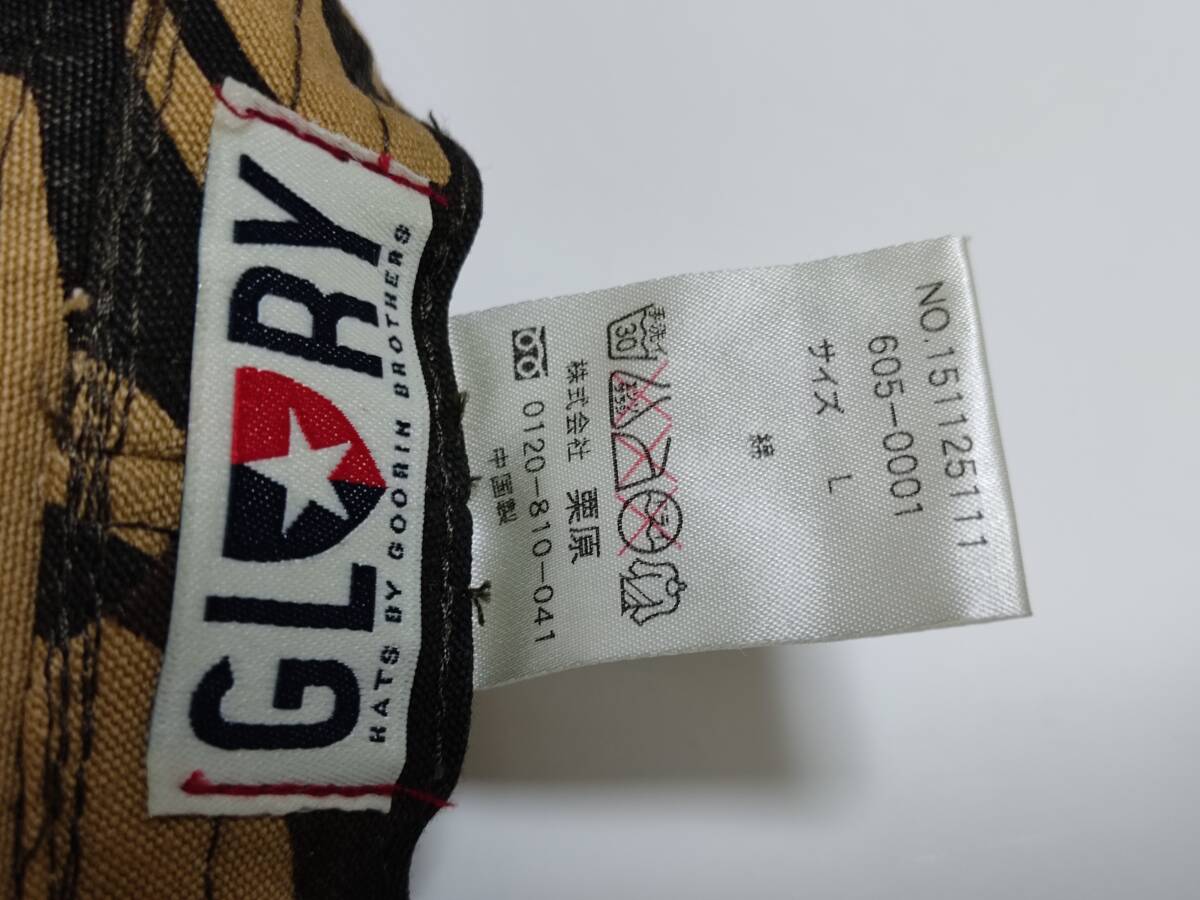 GLORY
HATS BY GOORIN BROTHERS
NO.151125111
605-0001
サイズ L
綿
手洗イ
30
株式会社 栗原
0120-810-041
中国製